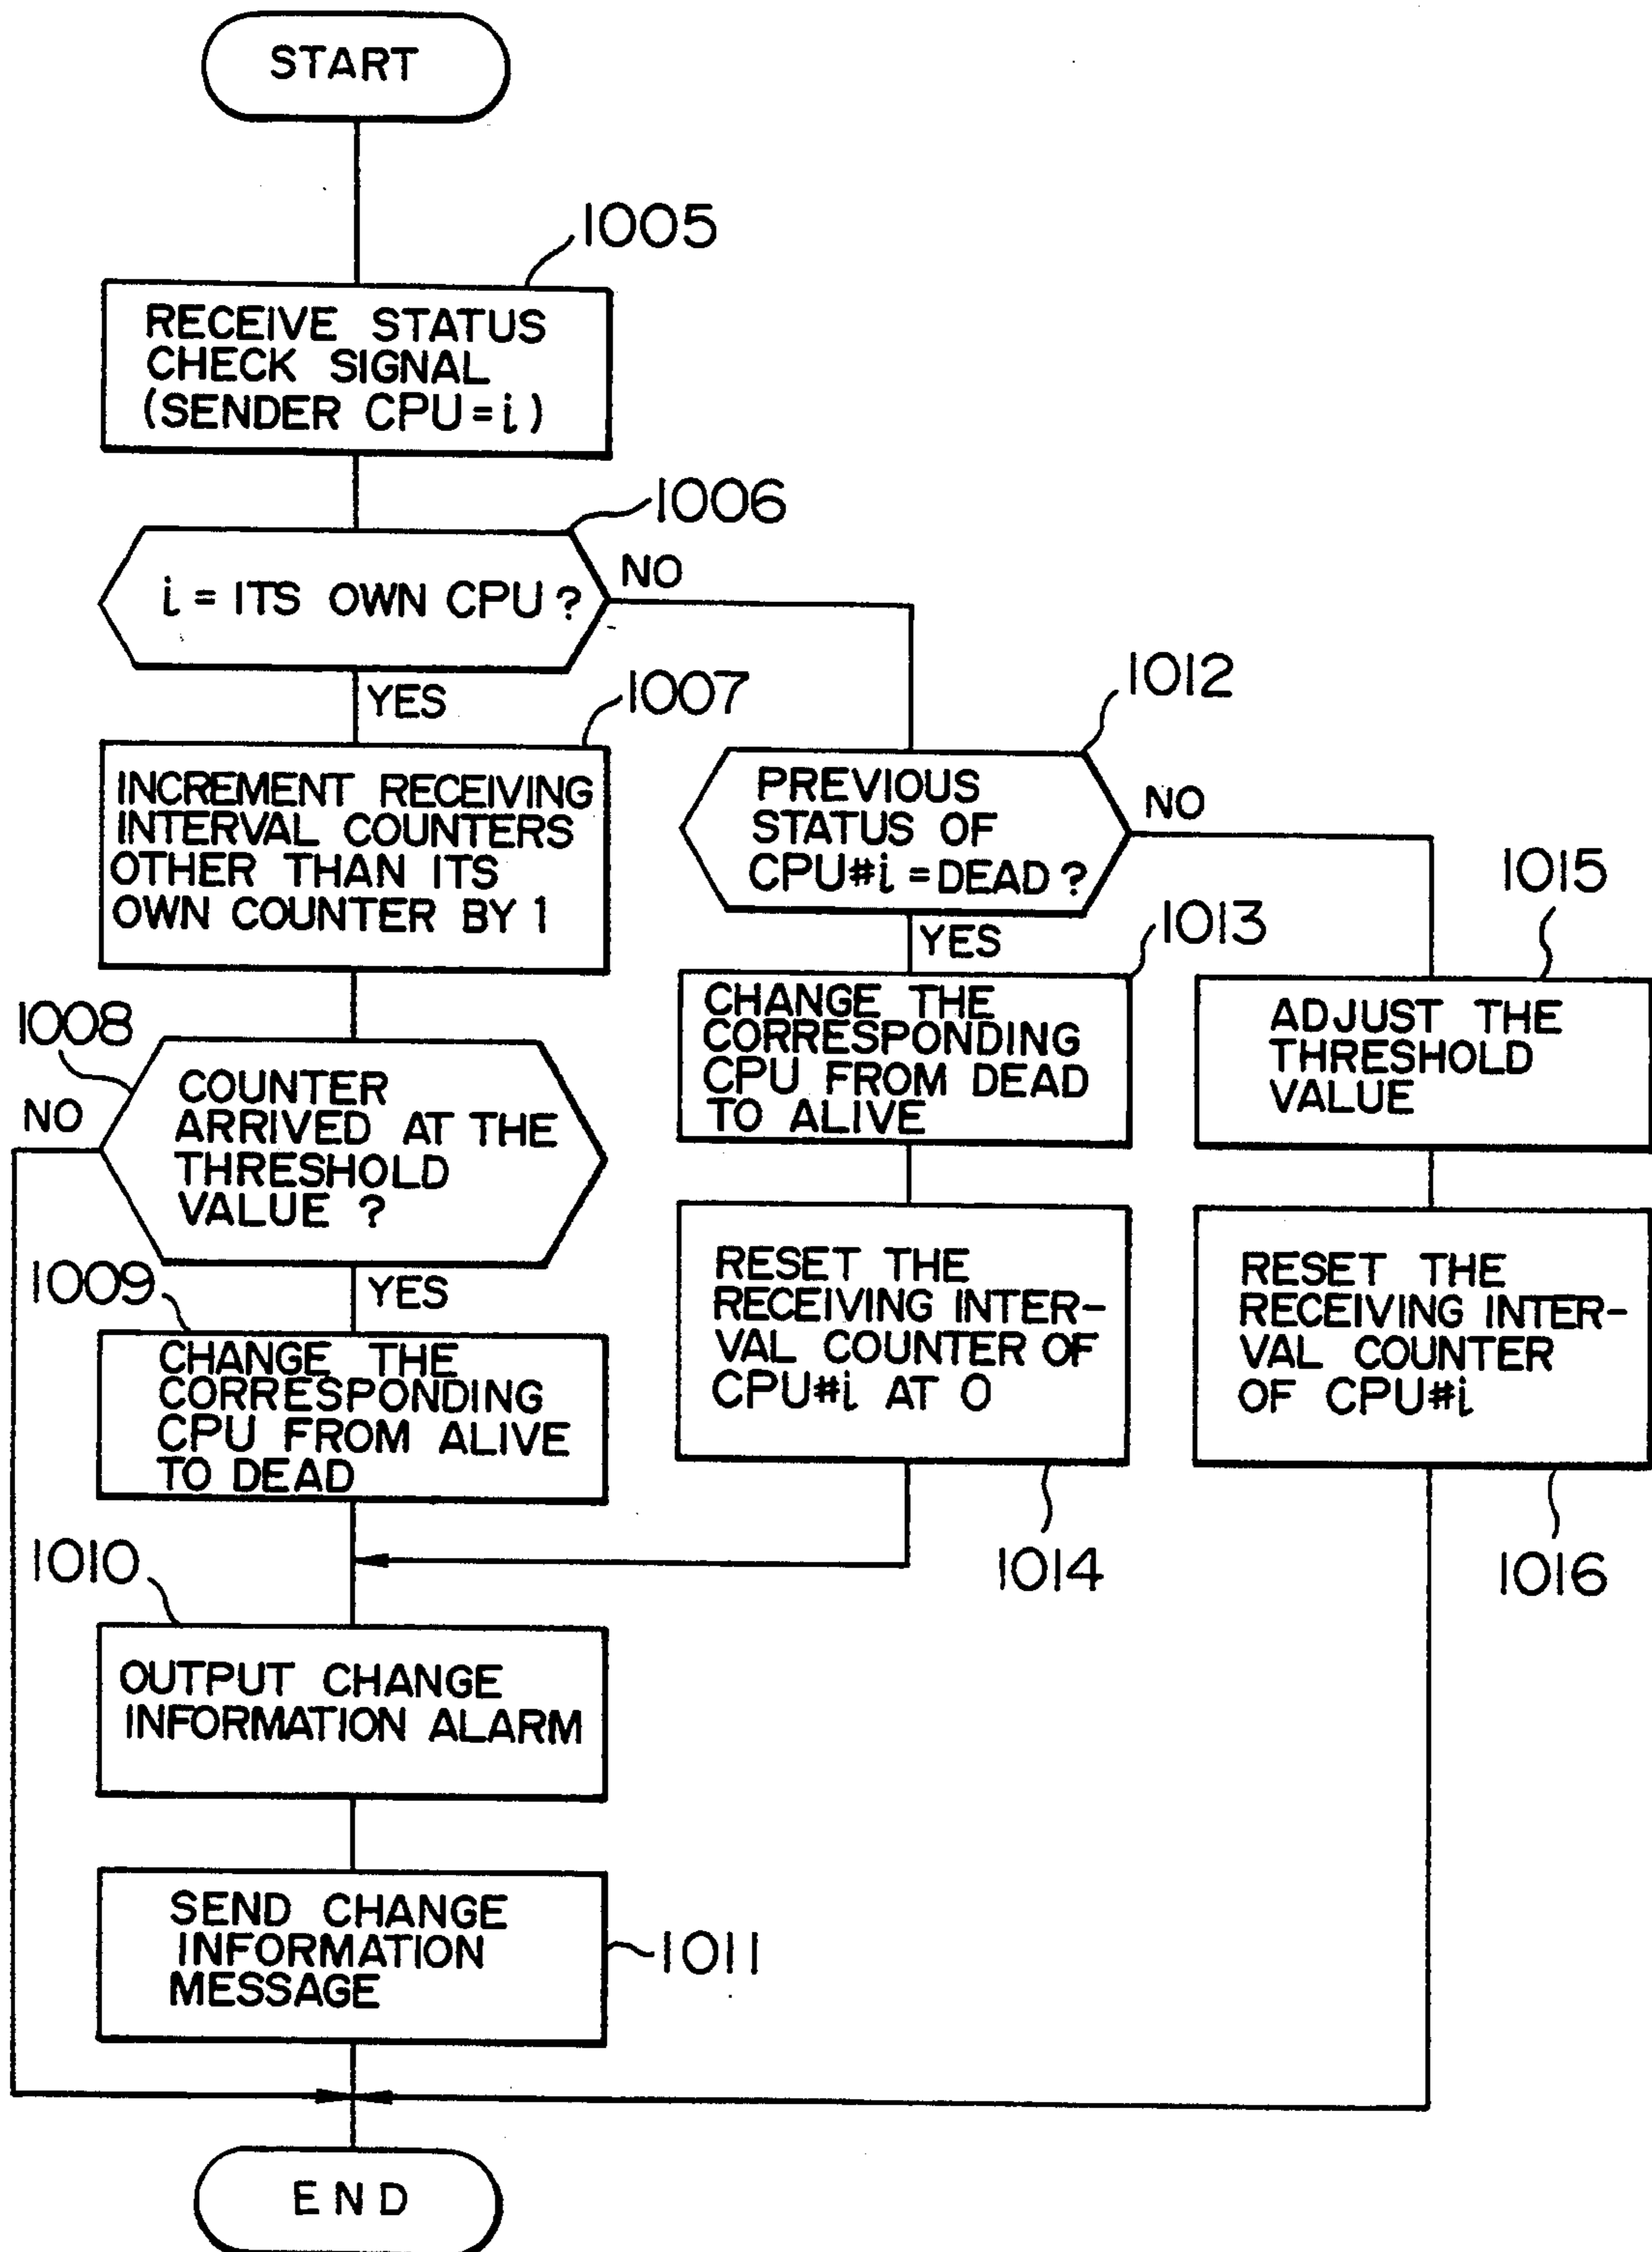 START
1005
RECEIVE STATUS
CHECK SIGNAL
(SENDER CPU=i)
1006
i = ITS OWN CPU ?
NO
YES
1007
INCREMENT RECEIVING
INTERVAL COUNTERS
OTHER THAN ITS
OWN COUNTER BY 1
1008
COUNTER
ARRIVED AT THE
THRESHOLD
VALUE ?
NO
YES
1009
CHANGE THE
CORRESPONDING
CPU FROM ALIVE
TO DEAD
1010
OUTPUT CHANGE
INFORMATION ALARM
SEND CHANGE
INFORMATION
MESSAGE
1011
1012
PREVIOUS
STATUS OF
CPU#i=DEAD?
NO
YES
1013
CHANGE THE
CORRESPONDING
CPU FROM DEAD
TO ALIVE
RESET THE
RECEIVING INTER-
VAL COUNTER OF
CPU#i AT 0
1014
1015
ADJUST THE
THRESHOLD
VALUE
RESET THE
RECEIVING INTER-
VAL COUNTER
OF CPU#i
1016
END